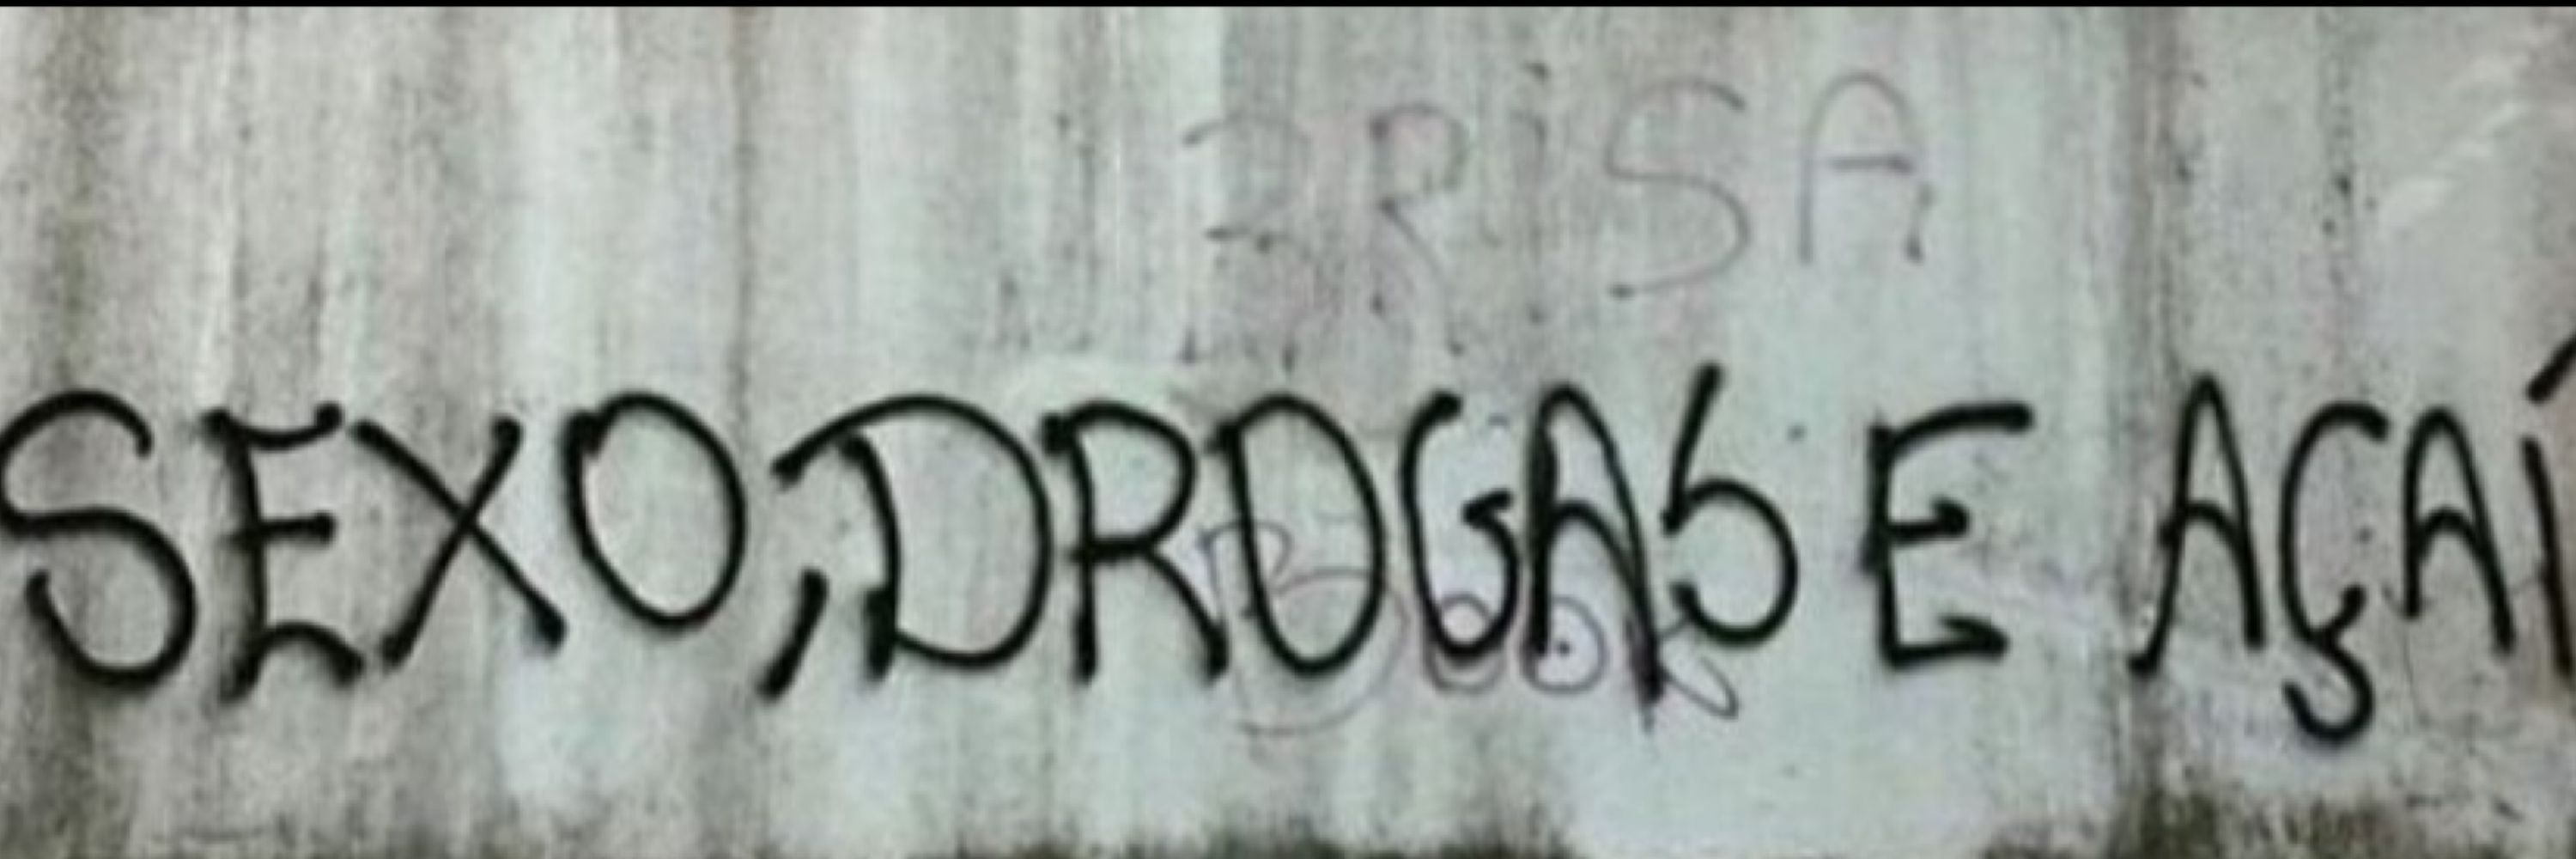 BRISA
SEXO, DROGAS E AÇAÍ